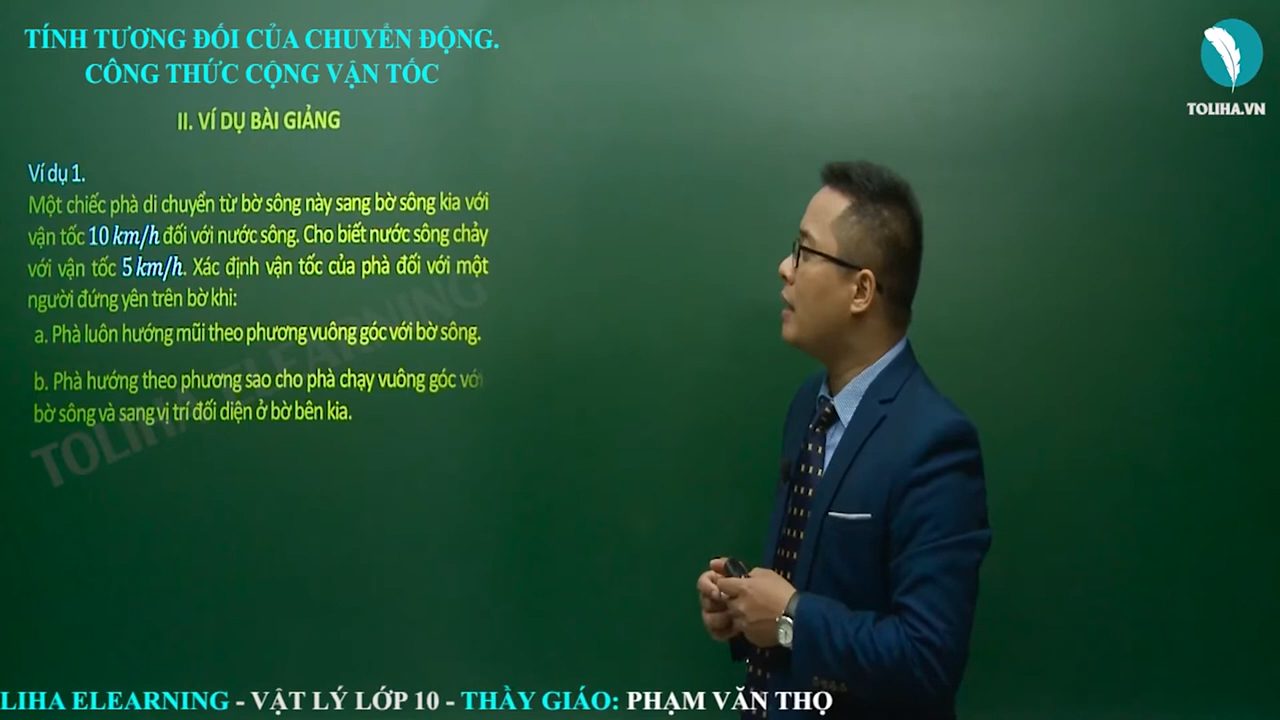 TÍNH TƯƠNG ĐỐI CỦA CHUYỂN ĐỘNG.
CÔNG THỨC CỘNG VẬN TỐC
TOLIHA.VN
II. VÍ DỤ BÀI GIẢNG
Ví dụ 1.
Một chiếc phà di chuyển từ bờ sông này sang bờ sông kia với
vận tốc 10 km/h đối với nước sông. Cho biết nước sông chảy
với vận tốc 5 km/h. Xác định vận tốc của phà đối với một
người đứng yên trên bờ khi:
a. Phà luôn hướng mũi theo phương vuông góc với bờ sông.
b. Phà hướng theo phương sao cho phà chạy vuông góc với
bờ sông và sang vị trí đối diện ở bờ bên kia.
TOLIHA ELEARNING
LIHA ELEARNING - VẬT LÝ LỚP 10 - THẦY GIÁO: PHẠM VĂN THỌ